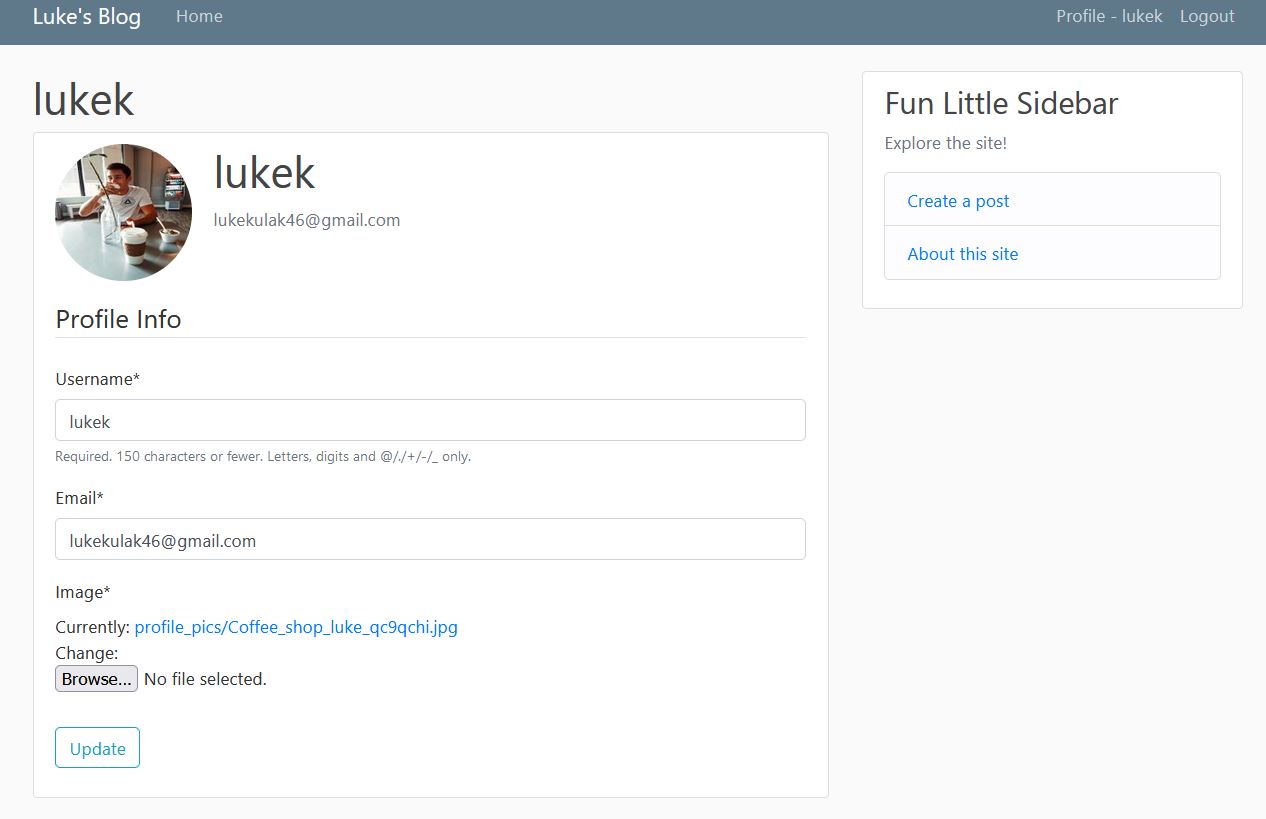 Luke's Blog Home Profile - lukek Logout
lukek
lukek
lukekulak46@gmail.com
Profile Info
Username*
lukek
Required. 150 characters or fewer. Letters, digits and @/./+/-/_ only.
Email*
lukekulak46@gmail.com
Image*
Currently: profile_pics/Coffee_shop_luke_qc9qchi.jpg
Change:
Browse... No file selected.
Update
Fun Little Sidebar
Explore the site!
Create a post
About this site